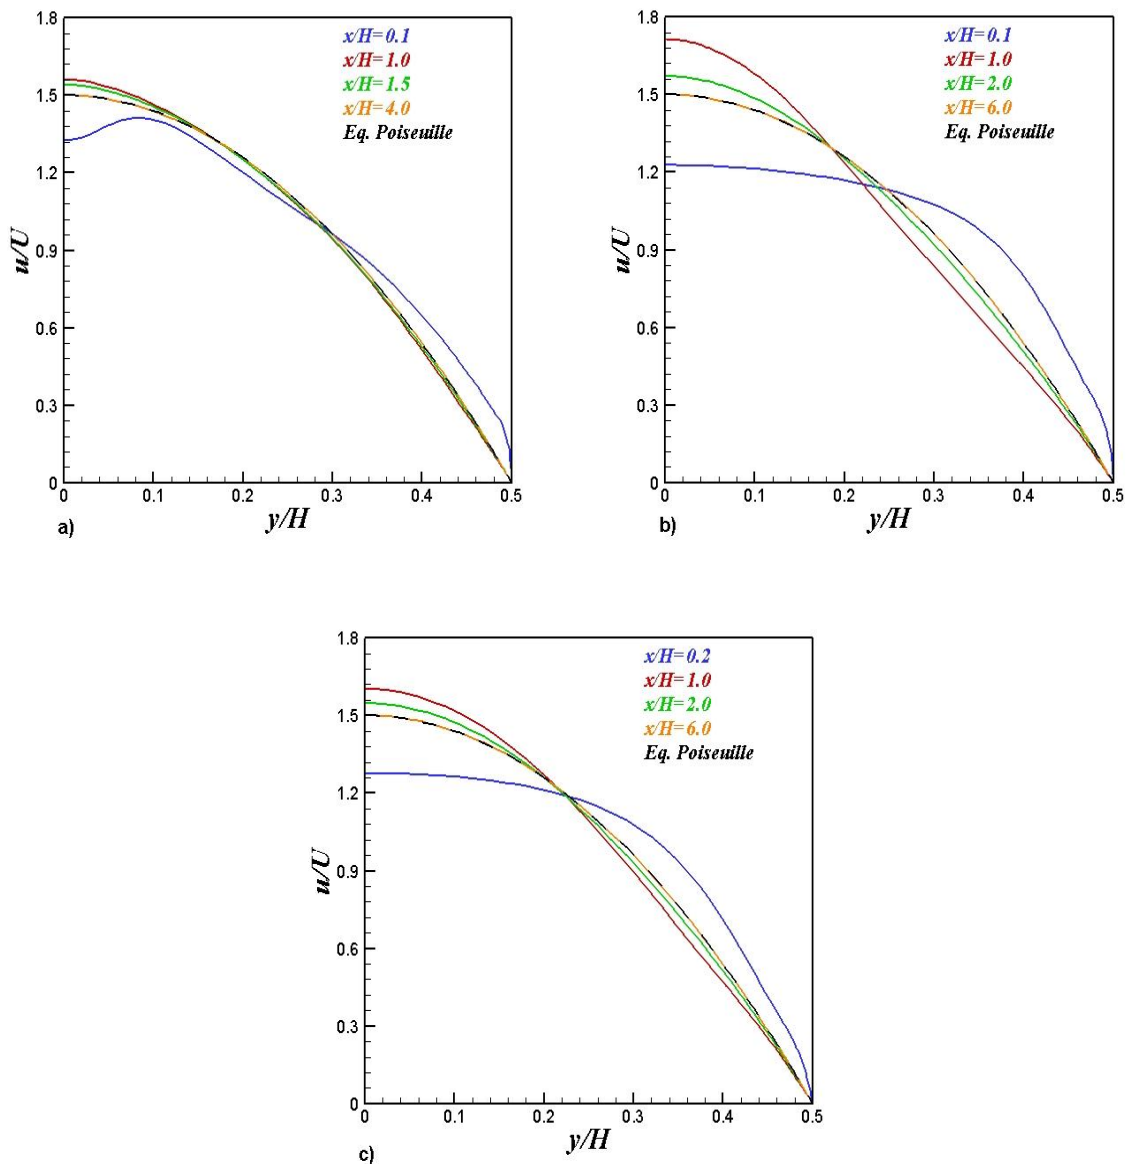 1.8
1.5
1.2
0.9
0.6
0.3
0
u/U
x/H=0.1
x/H=1.0
x/H=1.5
x/H=4.0
Eq. Poiseuille
0 0.1 0.2 0.3 0.4 0.5
y/H
a)
1.8
1.5
1.2
0.9
0.6
0.3
0
u/U
x/H=0.1
x/H=1.0
x/H=2.0
x/H=6.0
Eq. Poiseuille
0 0.1 0.2 0.3 0.4 0.5
y/H
b)
1.8
1.5
1.2
0.9
0.6
0.3
0
u/U
x/H=0.2
x/H=1.0
x/H=2.0
x/H=6.0
Eq. Poiseuille
0 0.1 0.2 0.3 0.4 0.5
y/H
c)